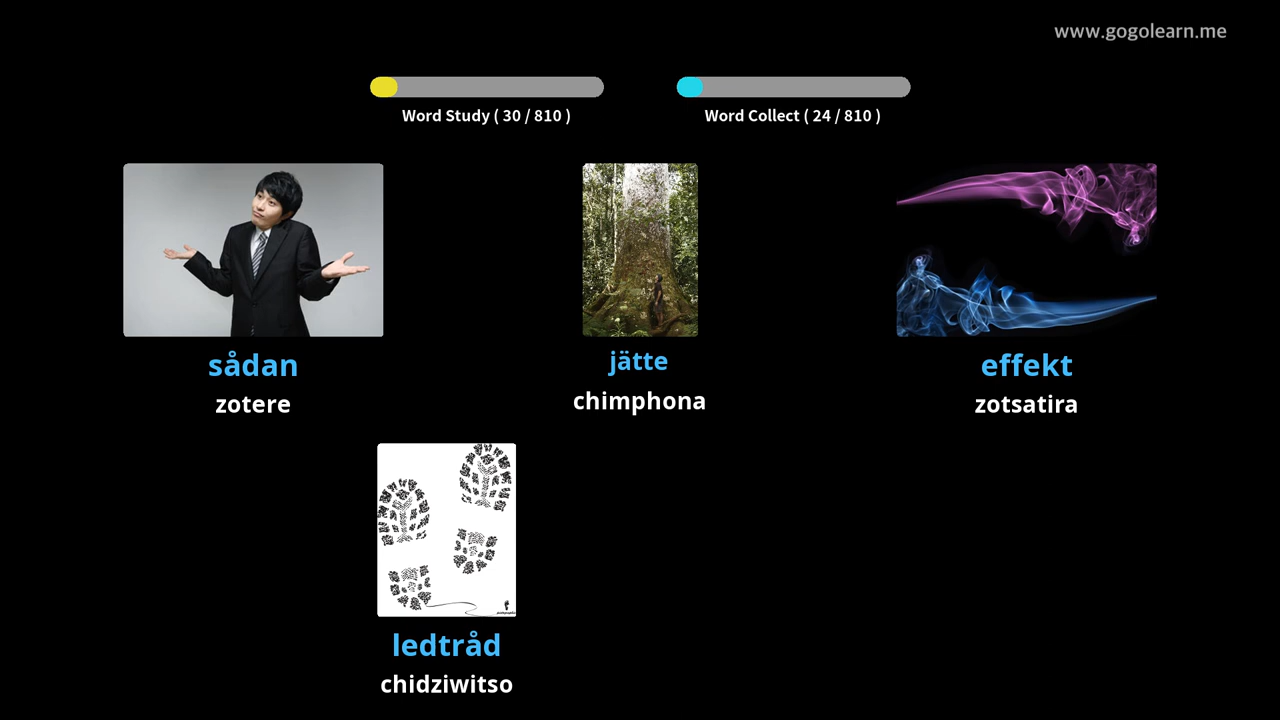 www.gogolearn.me
Word Study ( 30 / 810 )
Word Collect ( 24 / 810 )
sådan
zotere
jätte
chimphona
effekt
zotsatira
ledtråd
chidziwitso